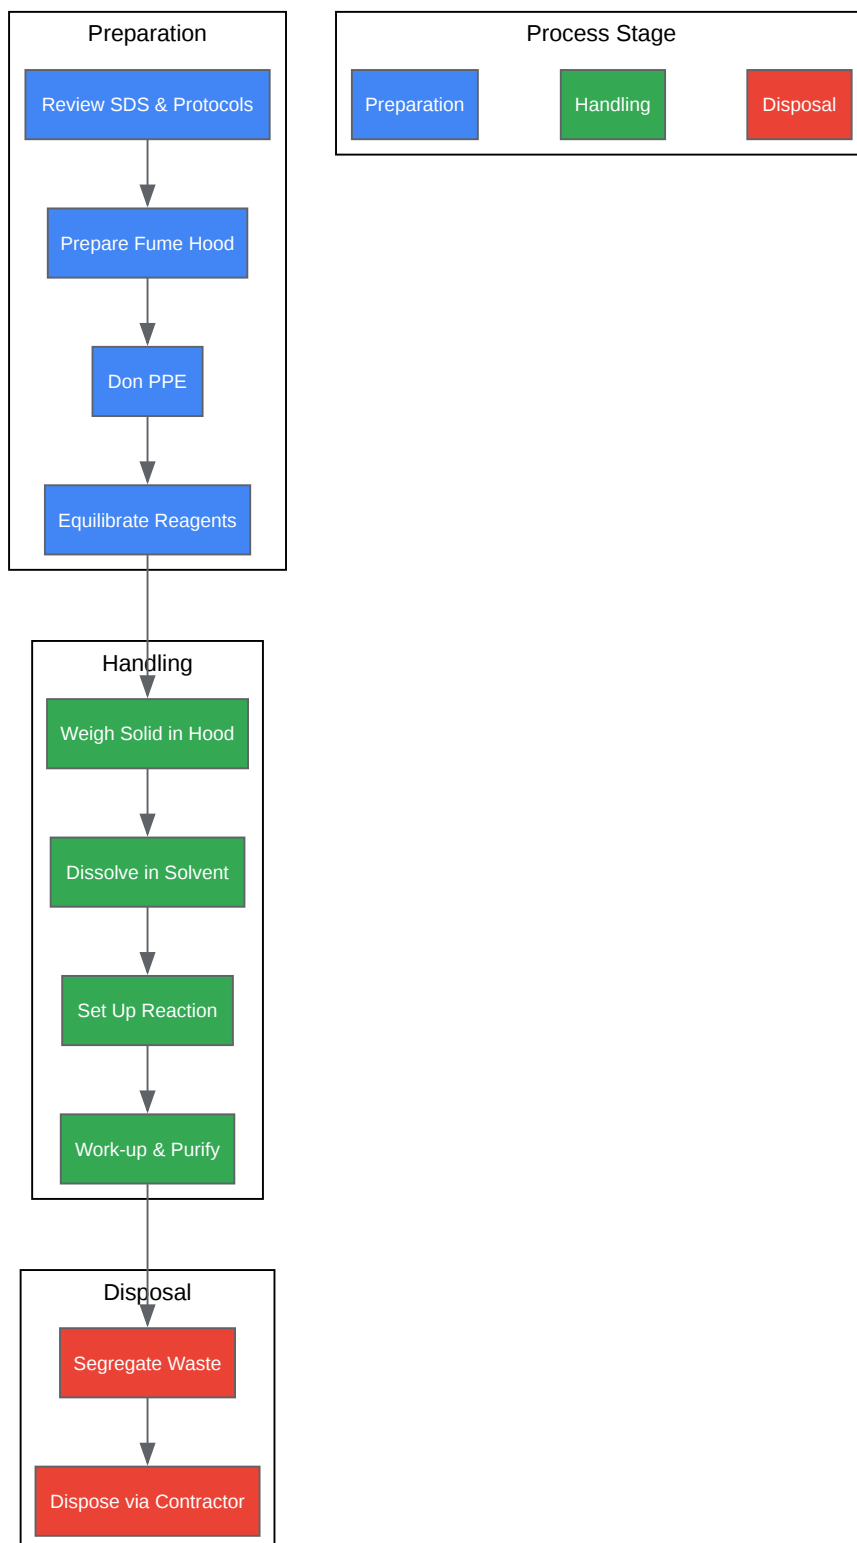 Preparation
Review SDS & Protocols
Prepare Fume Hood
Don PPE
Equilibrate Reagents
Handling
Weigh Solid in Hood
Dissolve in Solvent
Set Up Reaction
Work-up & Purify
Disposal
Segregate Waste
Dispose via Contractor
Process Stage
Preparation
Handling
Disposal